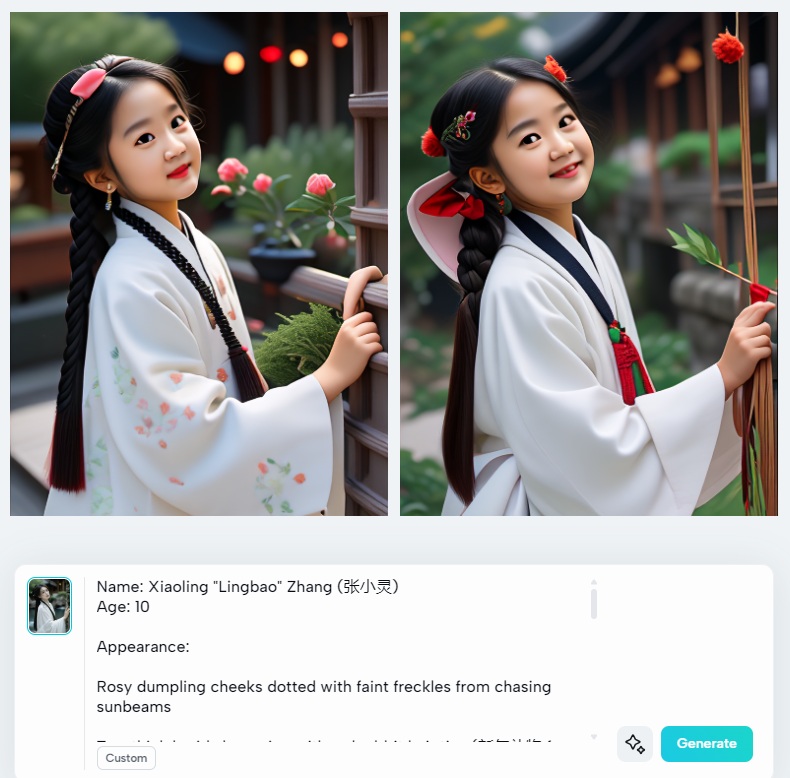 Name: Xiaoling "Lingbao" Zhang (张小灵)
Age: 10
Appearance:
Rosy dumpling cheeks dotted with faint freckles from chasing
sunbeams
Custom
Generate